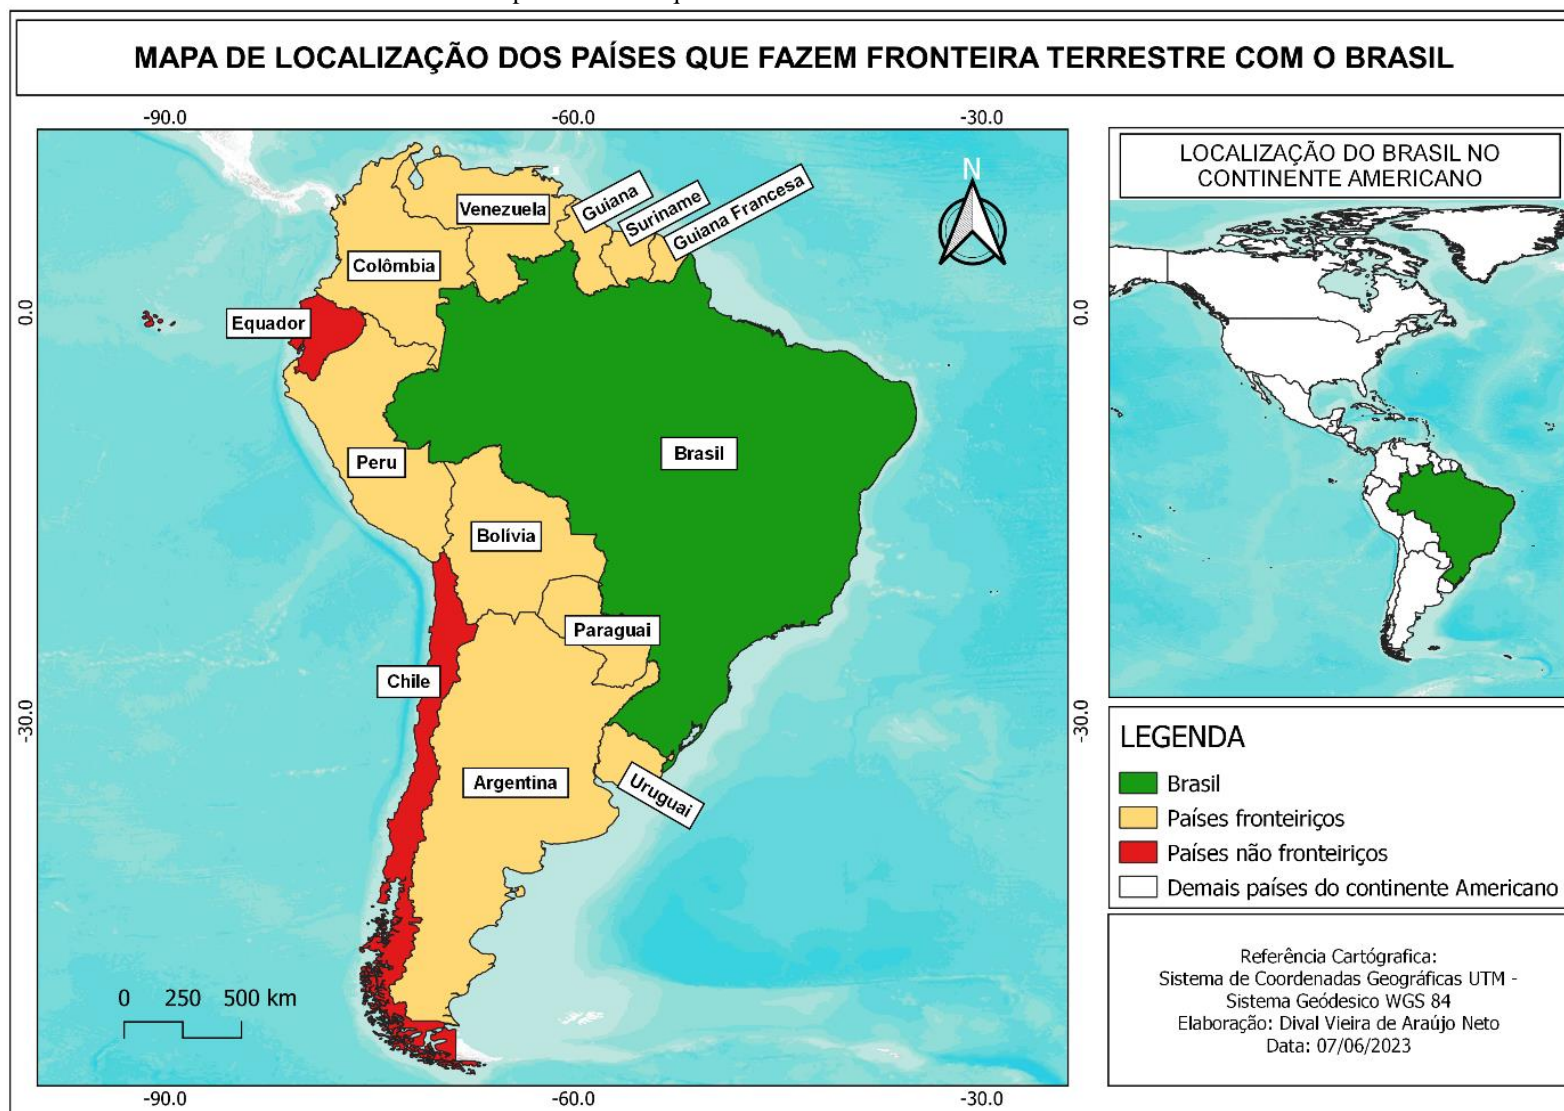 MAPA DE LOCALIZAÇÃO DOS PAÍSES QUE FAZEM FRONTEIRA TERRESTRE COM O BRASIL
-90.0
-60.0
-30.0
0.0
0.0
-30.0
-30.0
N
Venezuela
Guiana
Suriname
Guiana Francesa
Colômbia
Equador
Peru
Brasil
Bolívia
Paraguai
Chile
Argentina
Uruguai
0 250 500 km
-90.0
-60.0
-30.0
LOCALIZAÇÃO DO BRASIL NO
CONTINENTE AMERICANO
LEGENDA
Brasil
Países fronteiriços
Países não fronteiriços
Demais países do continente Americano
Referência Cartógrafica:
Sistema de Coordenadas Geográficas UTM -
Sistema Geódesico WGS 84
Elaboração: Dival Vieira de Araújo Neto
Data: 07/06/2023